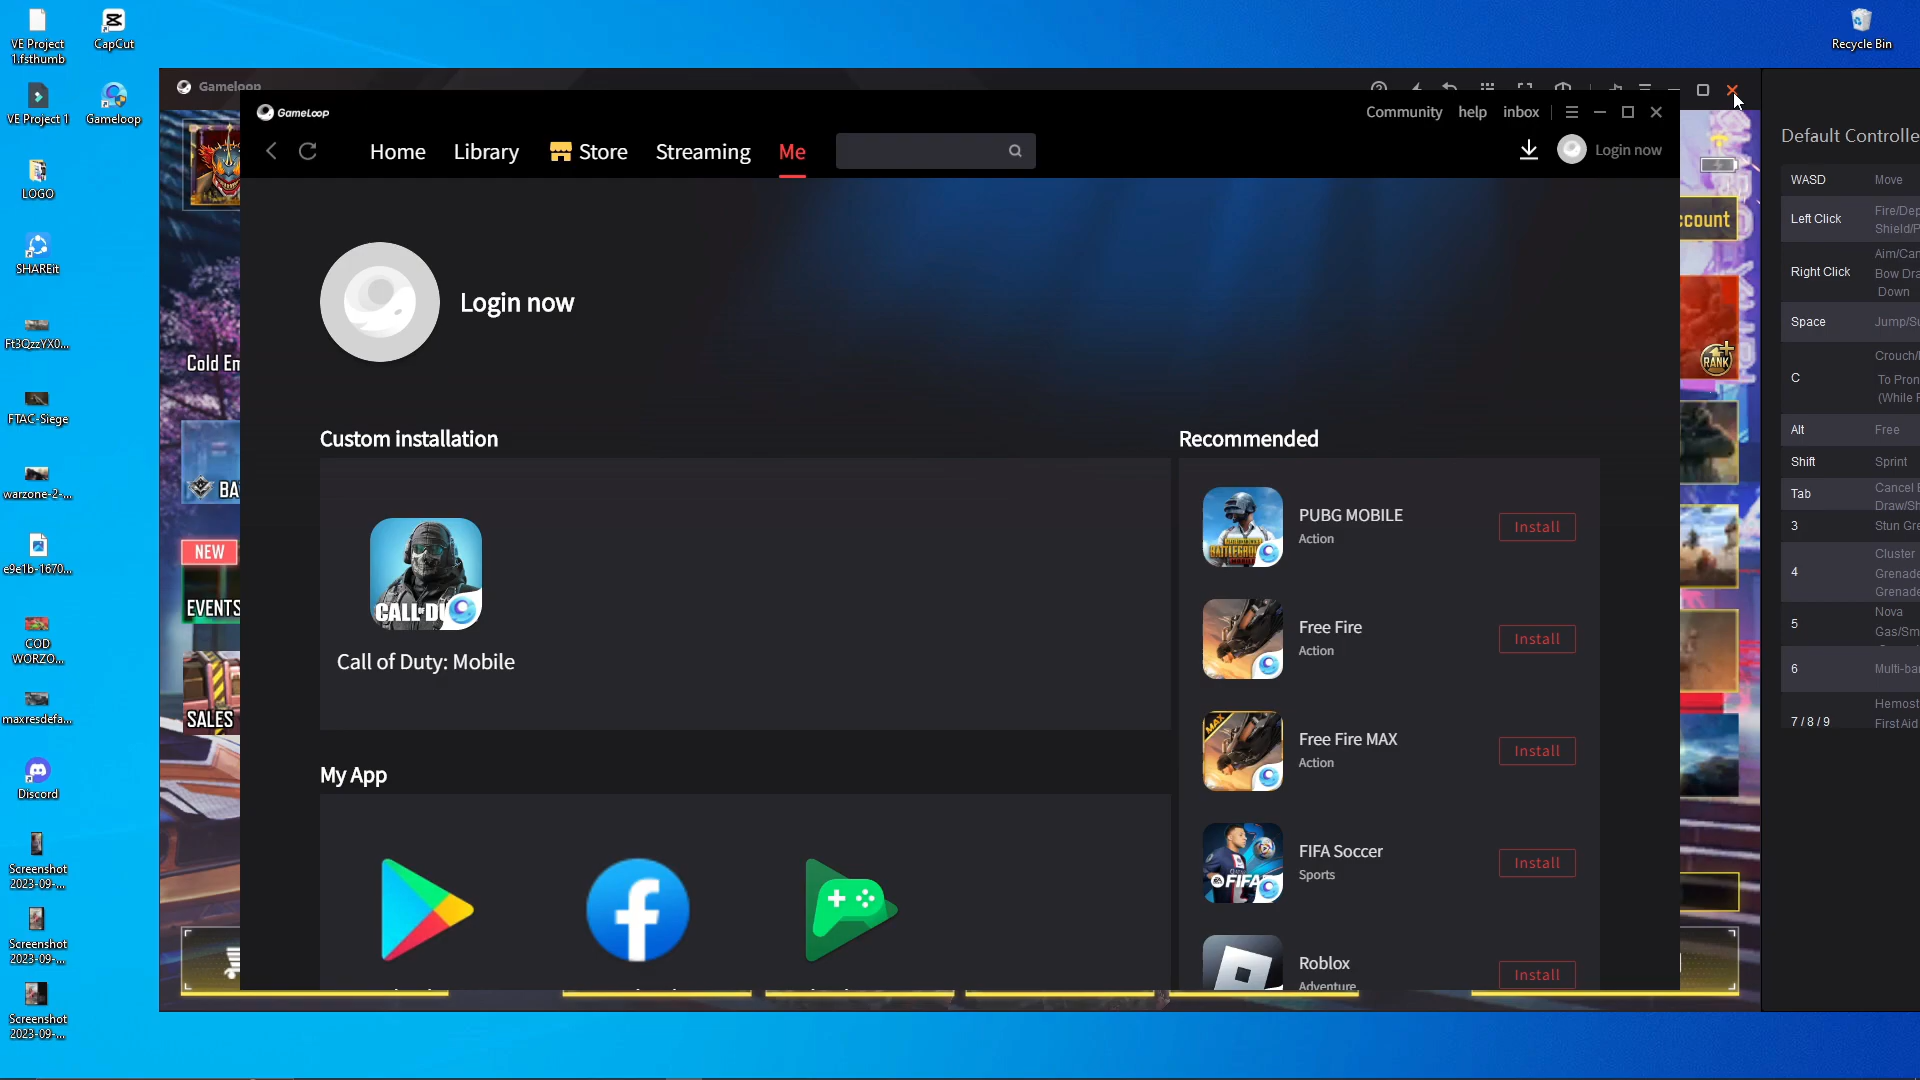 VE Project
1.fsthumb
CapCut
VE Project 1
Gameloop
LOGO
SHAREit
Ft3QzzYX0...
FTAC-Siege
warzone-2-...
e9e1b-1670...
COD
WORZO...
maxresdefa...
Discord
Screenshot
2023-09-...
Screenshot
2023-09-...
Screenshot
2023-09-...
Recycle Bin
Gameloop
GameLoop
Community help inbox
Home Library Store Streaming Me
Login now
Login now
Custom installation
CALL OF DU
Call of Duty: Mobile
My App
Recommended
PUBG MOBILE
Action
Install
Free Fire
Action
Install
MAX
Free Fire MAX
Action
Install
FIFA
FIFA Soccer
Sports
Install
Roblox
Adventure
Install
Cold Em
BA
NEW
EVENTS
SALES
ccount
RANK
Default Controlle
WASD Move
Left Click Fire/Dep
Shield/P
Right Click Aim/Can
Bow Dra
Down
Space Jump/Su
C Crouch/
To Pron
(While F
Alt Free
Shift Sprint
Tab Cancel B
Draw/Sh
3 Stun Gre
4 Cluster
Grenade
Grenade
5 Nova
Gas/Sm
6 Multi-bar
7 / 8 / 9 Hemost
First Aid